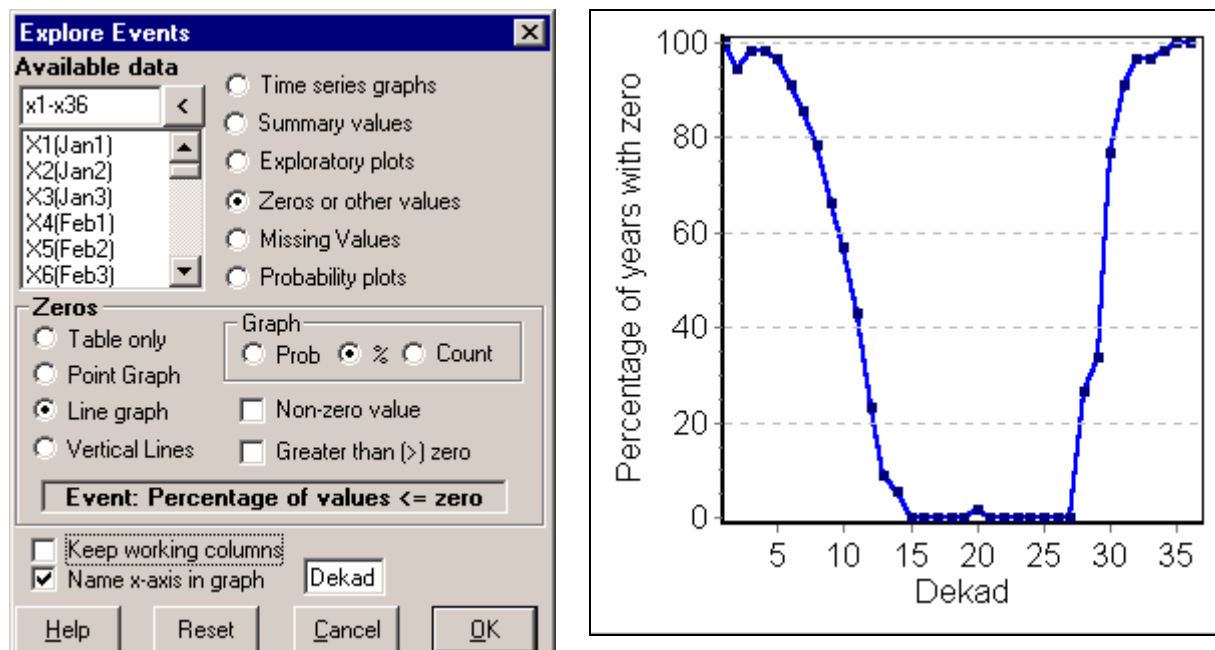 Explore Events
Available data
x1-x36 <
X1(Jan1)
X2(Jan2)
X3(Jan3)
X4(Feb1)
X5(Feb2)
X6(Feb3)
Time series graphs
Summary values
Exploratory plots
Zeros or other values
Missing Values
Probability plots
Zeros
Table only
Point Graph
Line graph
Vertical Lines
Graph
Prob % Count
Non-zero value
Greater than (>) zero
Event: Percentage of values <= zero
Keep working columns
Name x-axis in graph Dekad
Help Reset Cancel OK
Percentage of years with zero
100
80
60
40
20
0
5 10 15 20 25 30 35
Dekad